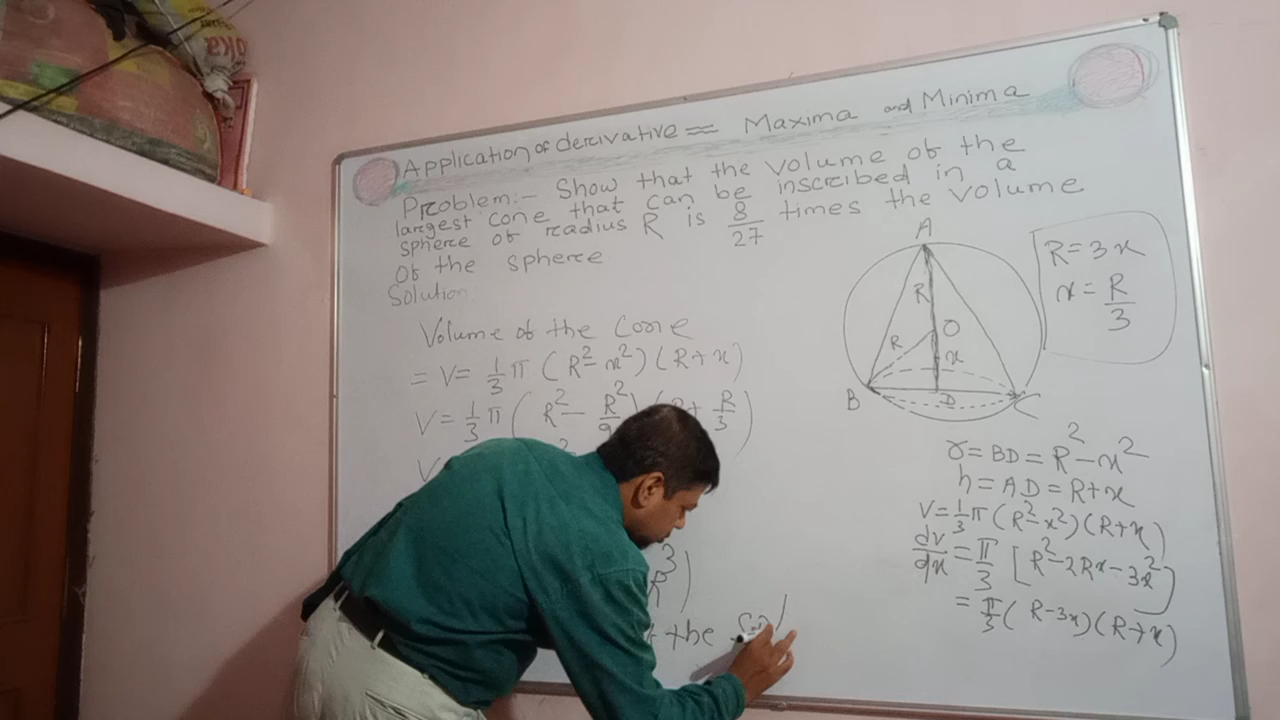 Application of derivative = Maxima and Minima
Problem:- Show that the volume of the
largest cone that can be inscribed in a
sphere of radius R is 8/27 times the volume
of the sphere
Solution
Volume of the Cone
= V = 1/3 π (R² - x²) (R + x)
V = 1/3 π (R² - R²/9) (R + R/3)
V
the
A
R
R
O
x
B
D
C
R = 3x
x = R/3
r = BD = R² - x²
h = AD = R + x
V = 1/3 π (R² - x²) (R + x)
dv/dx = π/3 [R² - 2Rx - 3x²]
= π/3 (R - 3x) (R + x)